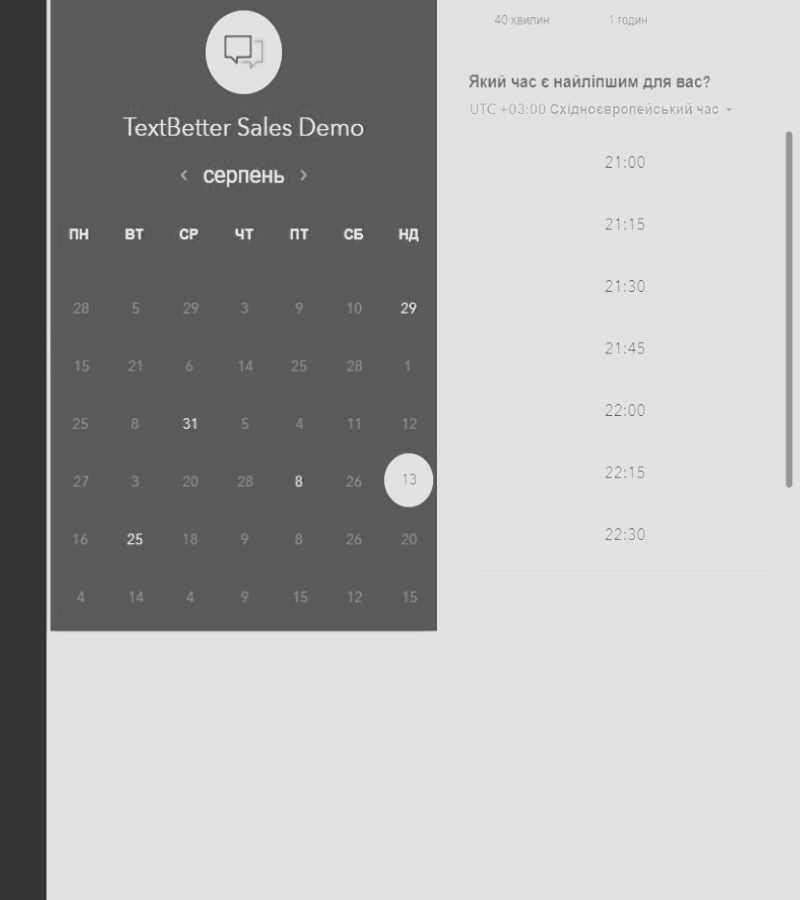 TextBetter Sales Demo
‹ серпень ›
ПН ВТ СР ЧТ ПТ СБ НД
28 5 29 3 9 10 29
15 21 6 14 25 28 1
25 8 31 5 4 11 12
27 3 20 28 8 26 13
16 25 18 9 8 26 20
4 14 4 9 15 12 15
40 хвилин 1 годин
Який час є найліпшим для вас?
UTC +03:00 Східноєвропейський час
21:00
21:15
21:30
21:45
22:00
22:15
22:30